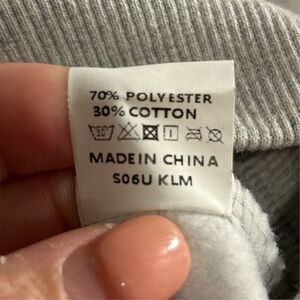 70% POLYESTER
30% COTTON
MADE IN CHINA
S06U KLM